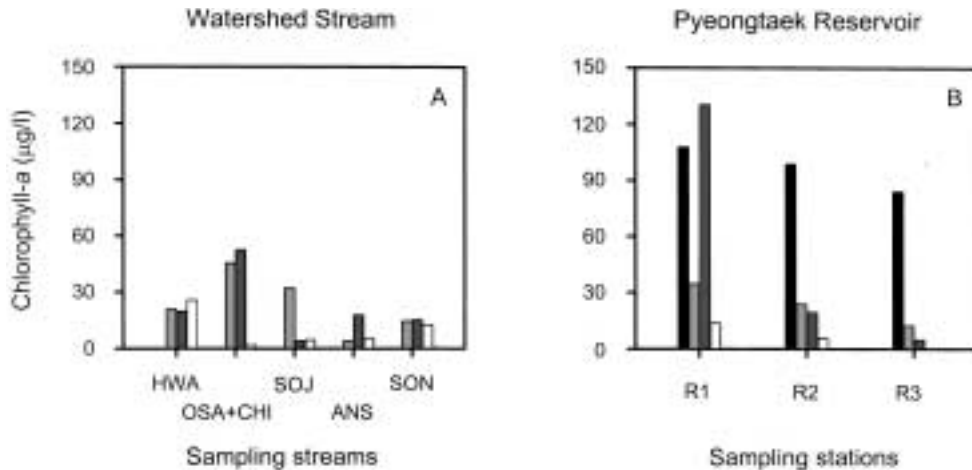 Watershed Stream
Pyeongtaek Reservoir
Chlorophyll-a (μg/l)
150
120
90
60
30
0
A
HWA
SOJ
SON
OSA+CHI
ANS
Sampling streams
150
120
90
60
30
0
B
R1
R2
R3
Sampling stations